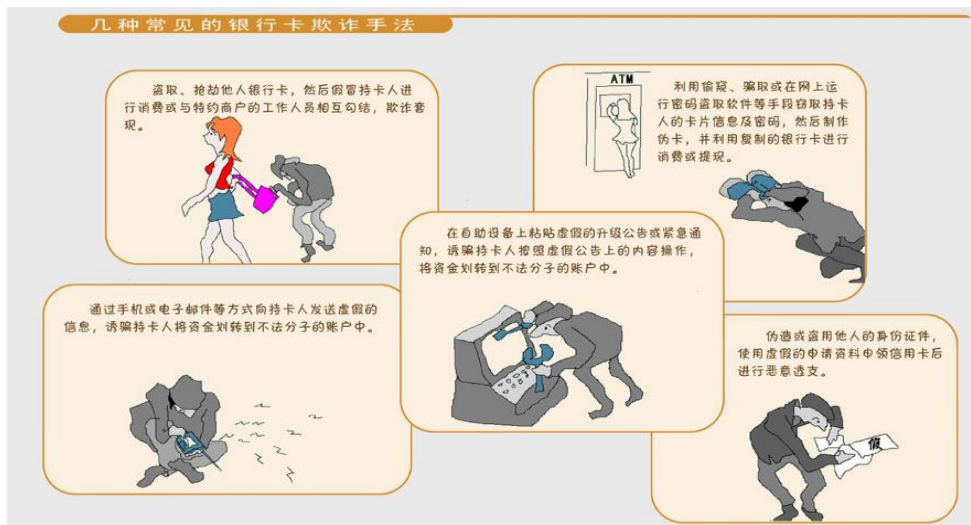 几种常见的银行卡欺诈手法
盗取、抢劫他人银行卡，然后假冒持卡人进
行消费或与特约商户的工作人员相互勾结，欺诈套
现。
ATM
利用偷窥、骗取或在网上运
行密码盗取软件等手段窃取持卡
人的卡片信息及密码，然后制作
伪卡，并利用复制的银行卡进行
消费或提现。
在自助设备上粘贴虚假的升级公告或紧急通
知，诱骗持卡人按照虚假公告上的内容操作，
将资金划转到不法分子的账户中。
通过手机或电子邮件等方式向持卡人发送虚假的
信息，诱骗持卡人将资金划转到不法分子的账户中。
伪造或盗用他人的身份证件，
使用虚假的申请资料申领信用卡后
进行恶意透支。
假